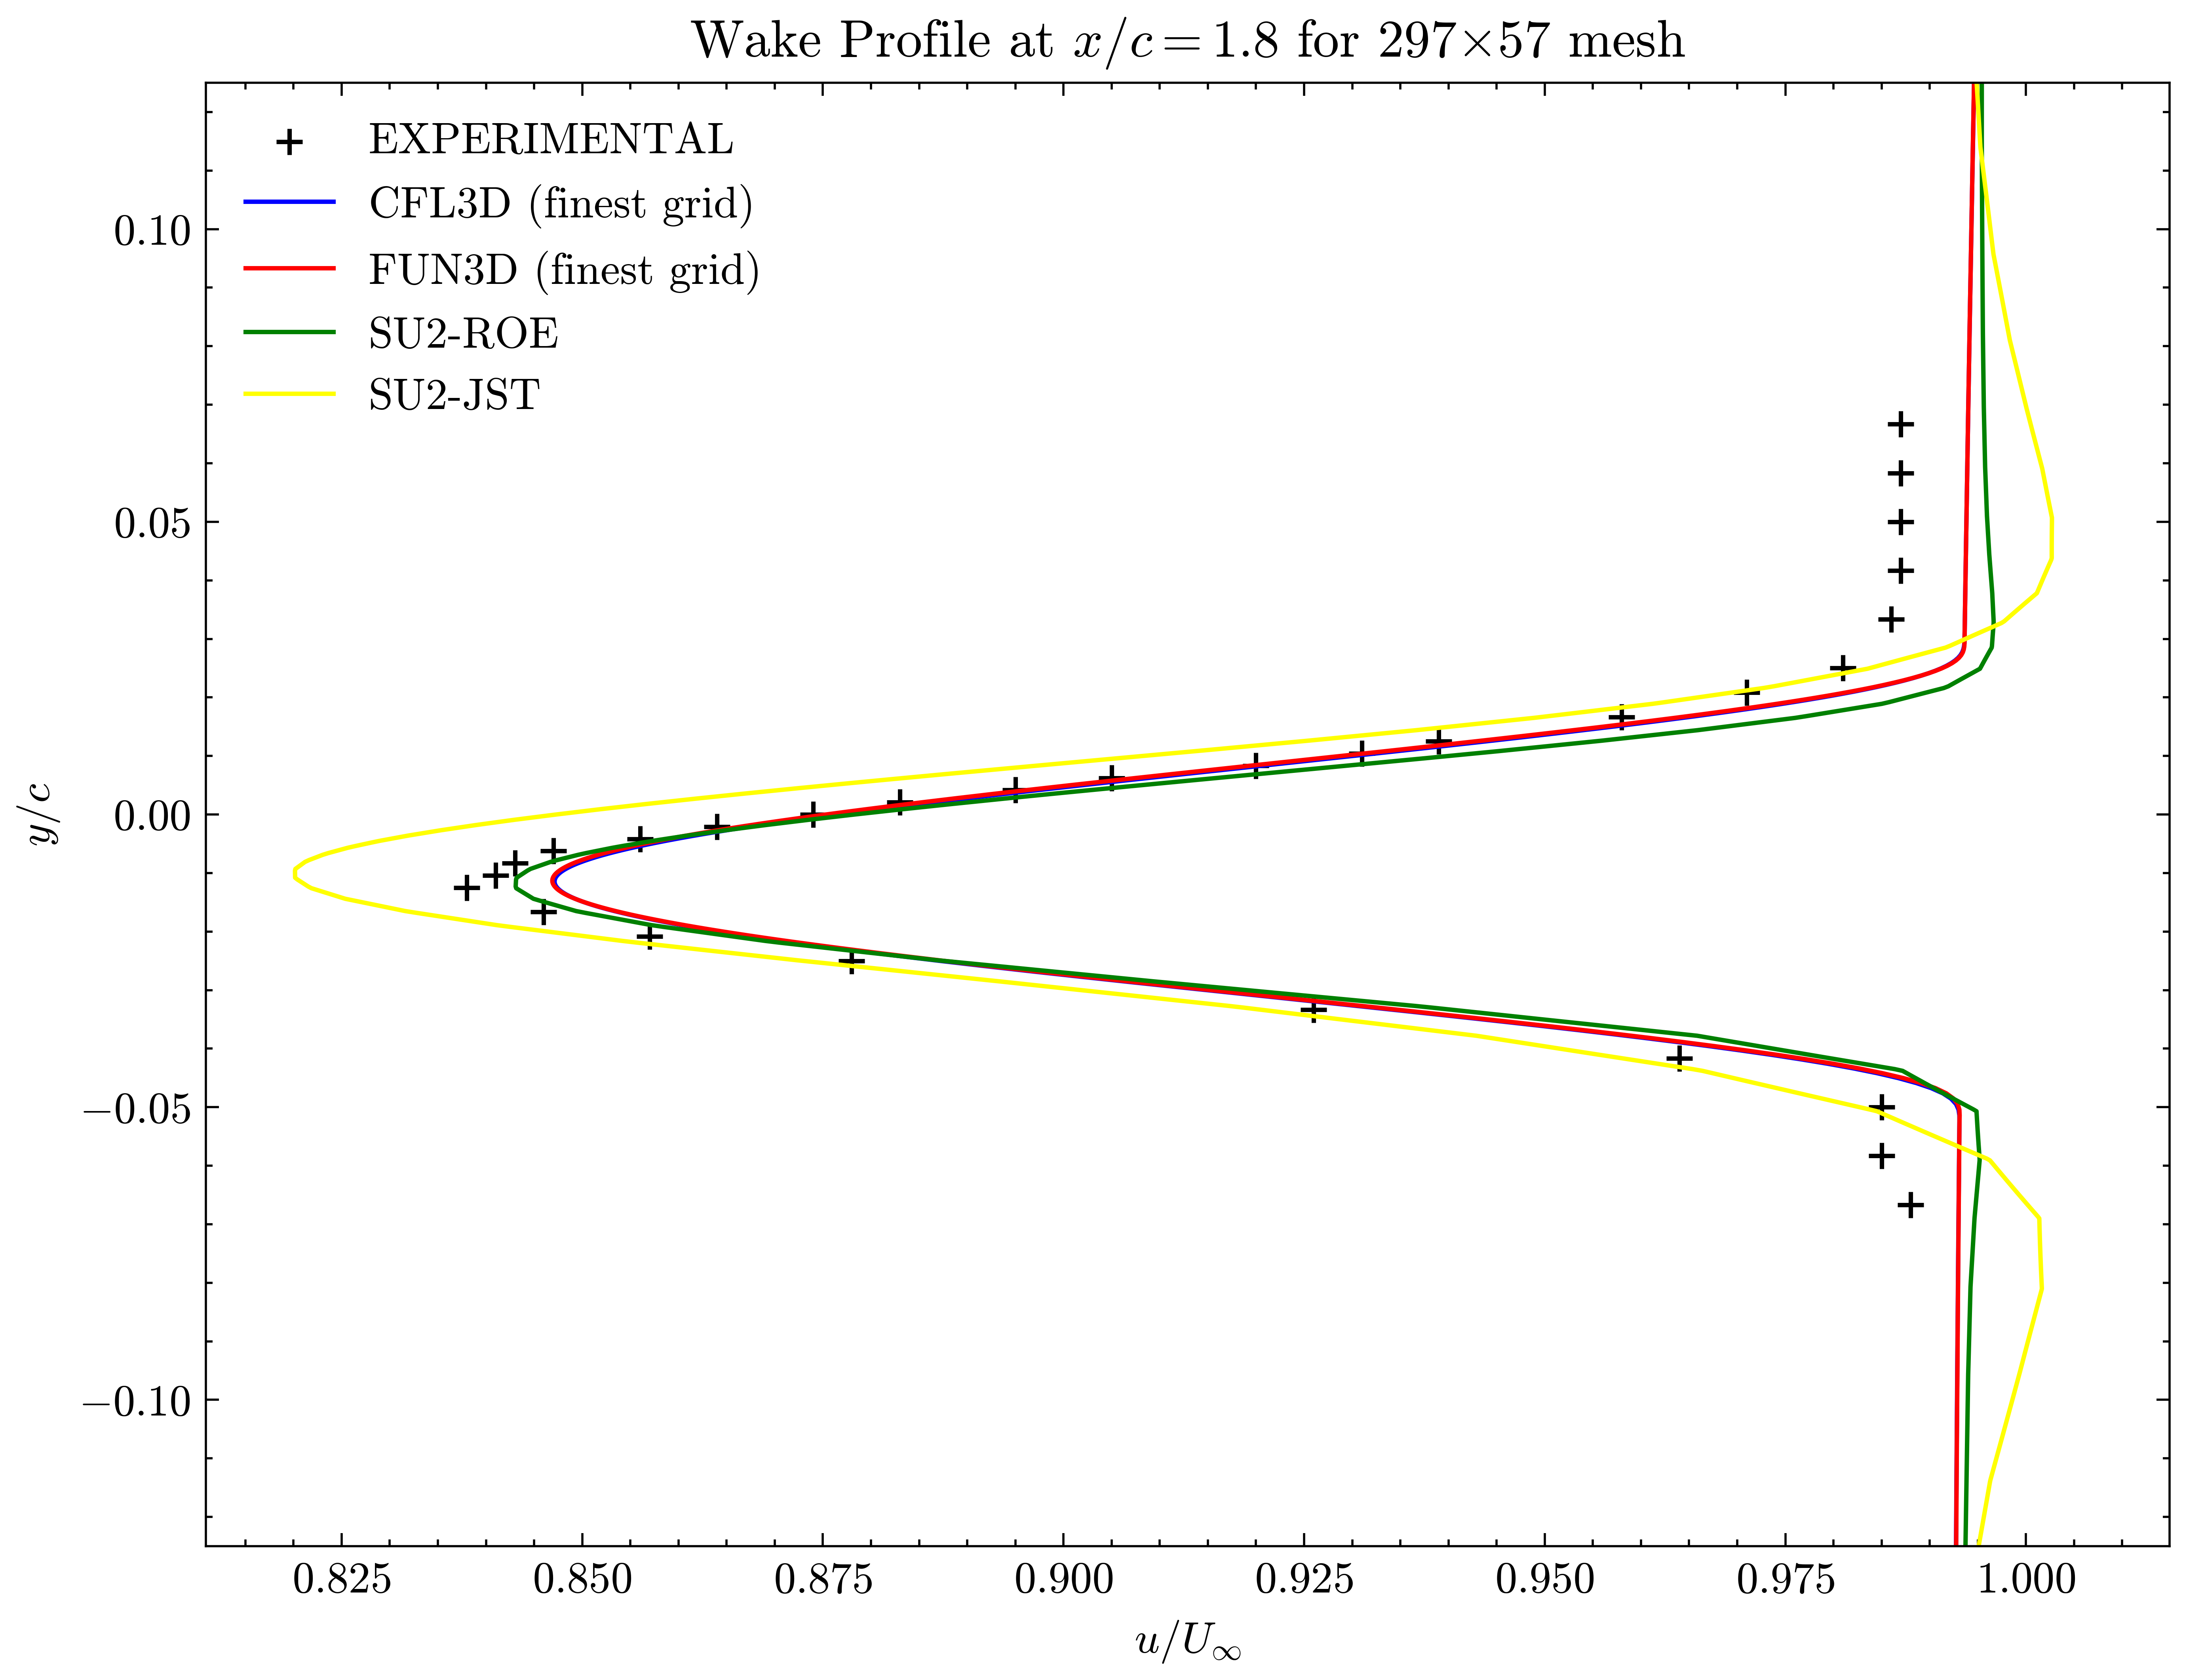 Wake Profile at x/c = 1.8 for 297×57 mesh
EXPERIMENTAL
CFL3D (finest grid)
FUN3D (finest grid)
SU2-ROE
SU2-JST
0.10
0.05
0.00
−0.05
−0.10
y/c
0.825 0.850 0.875 0.900 0.925 0.950 0.975 1.000
u/U∞